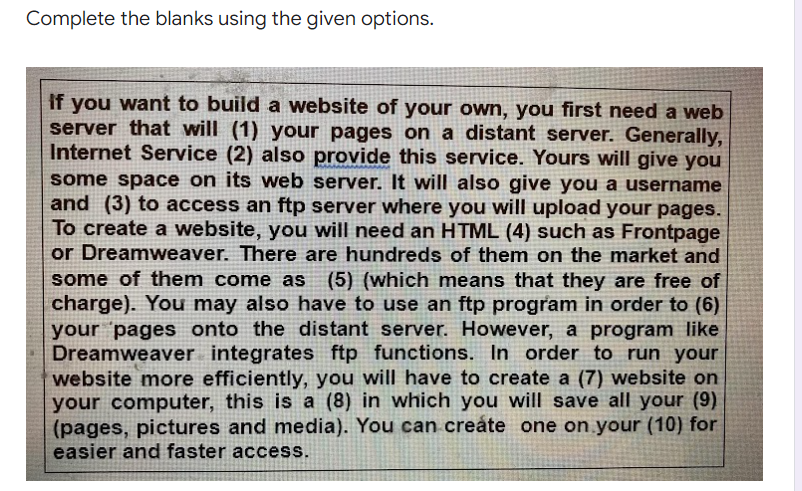 Complete the blanks using the given options.
If you want to build a website of your own, you first need a web
server that will (1) your pages on a distant server. Generally,
Internet Service (2) also provide this service. Yours will give you
some space on its web server. It will also give you a username
and (3) to access an ftp server where you will upload your pages.
To create a website, you will need an HTML (4) such as Frontpage
or Dreamweaver. There are hundreds of them on the market and
some of them come as (5) (which means that they are free of
charge). You may also have to use an ftp program in order to (6)
your pages onto the distant server. However, a program like
Dreamweaver integrates ftp functions. In order to run your
website more efficiently, you will have to create a (7) website on
your computer, this is a (8) in which you will save all your (9)
(pages, pictures and media). You can create one on your (10) for
easier and faster access.